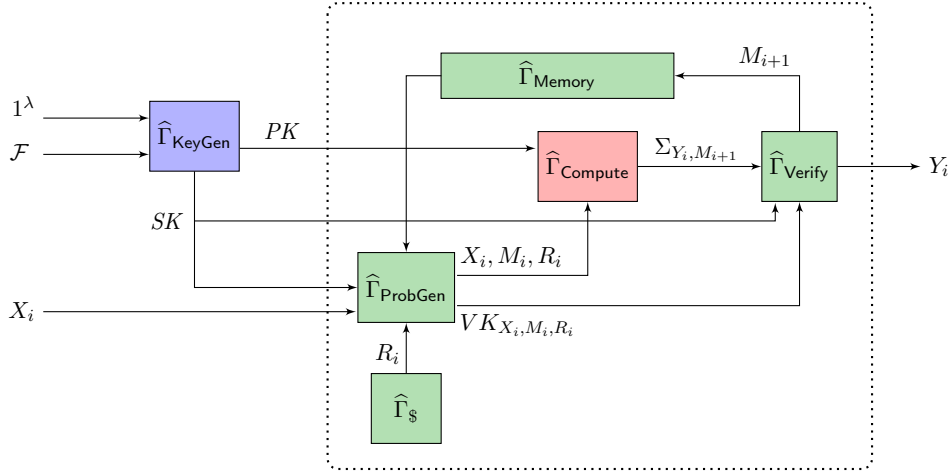 M_{i+1}
Γ̂_Memory
1^λ
PK
Γ̂_KeyGen
ℱ
Γ̂_Compute
Σ_{Y_i,M_{i+1}}
Γ̂_Verify
Y_i
SK
X_i, M_i, R_i
Γ̂_ProbGen
X_i
VK_{X_i,M_i,R_i}
R_i
Γ̂_$